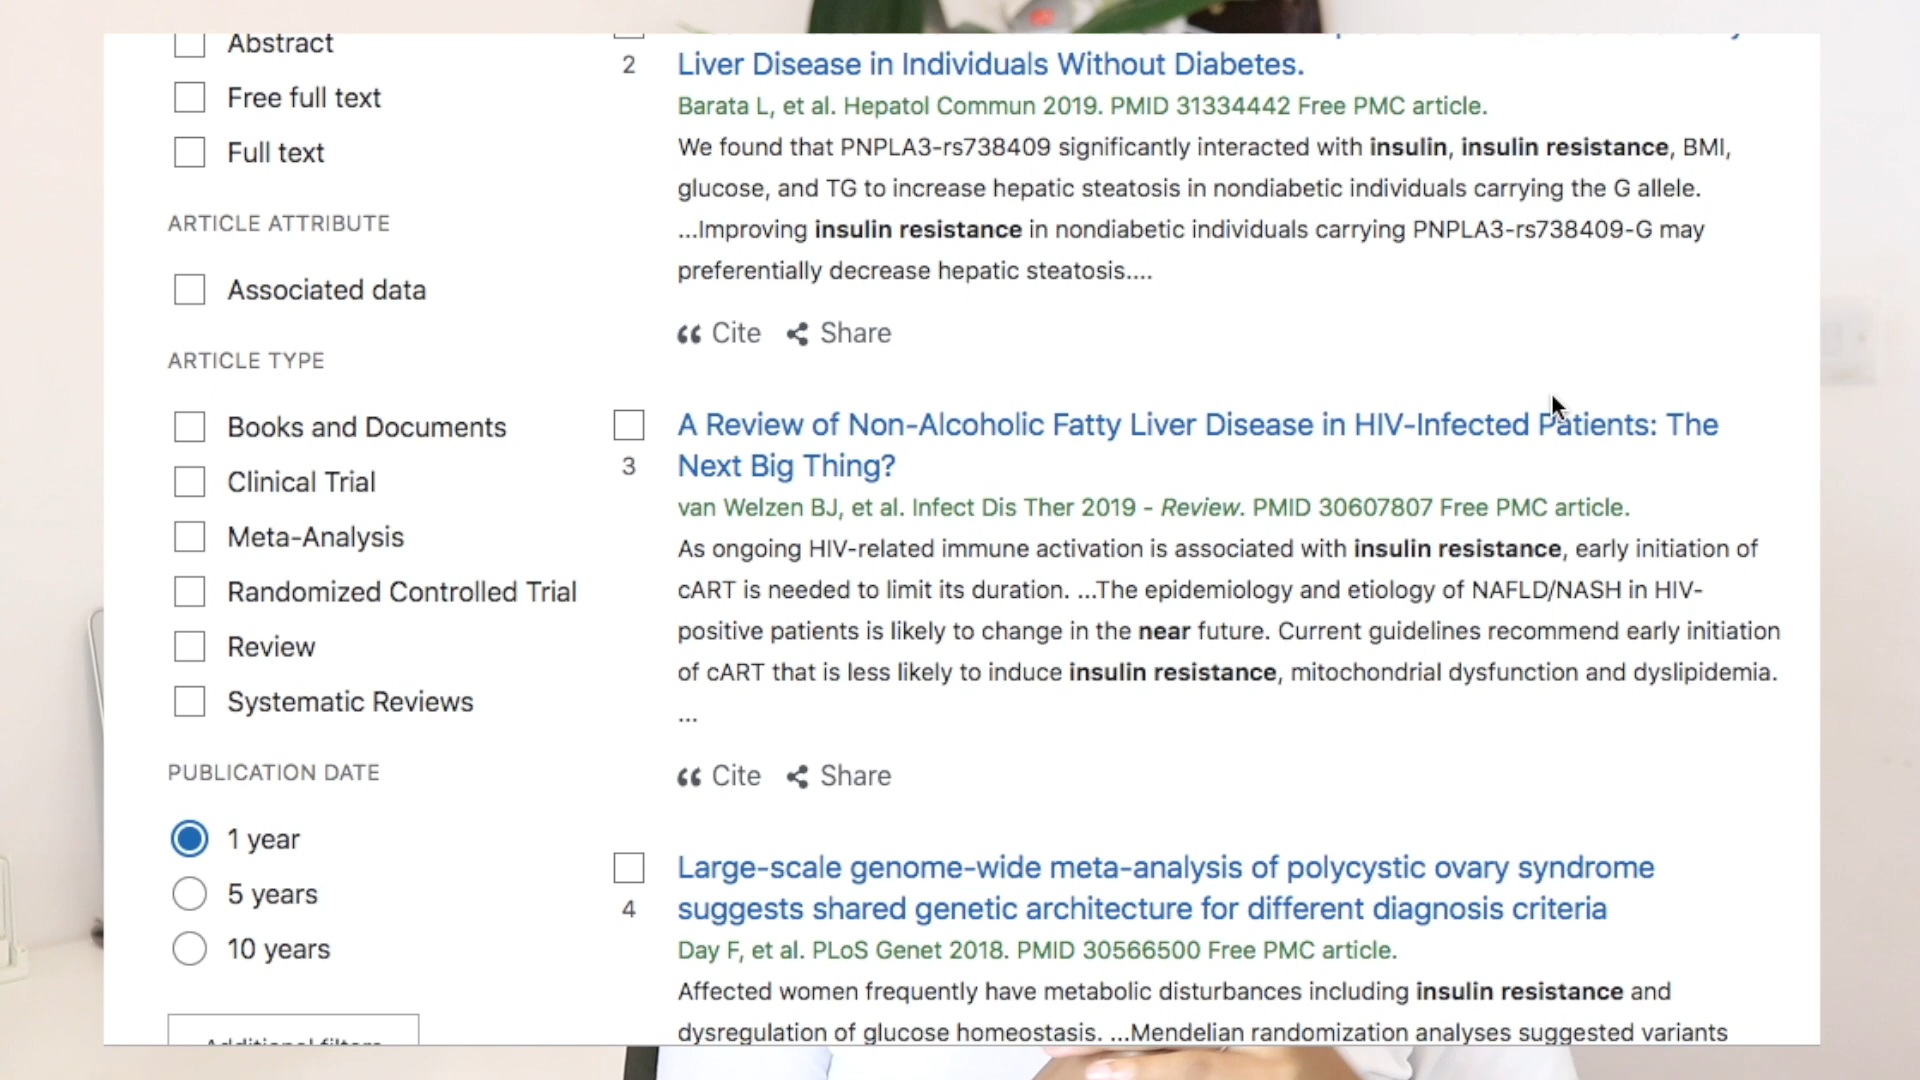 Abstract
Free full text
Full text
ARTICLE ATTRIBUTE
Associated data
ARTICLE TYPE
Books and Documents
Clinical Trial
Meta-Analysis
Randomized Controlled Trial
Review
Systematic Reviews
PUBLICATION DATE
1 year
5 years
10 years
Additional filters
2
Liver Disease in Individuals Without Diabetes.
Barata L, et al. Hepatol Commun 2019. PMID 31334442 Free PMC article.
We found that PNPLA3-rs738409 significantly interacted with insulin, insulin resistance, BMI,
glucose, and TG to increase hepatic steatosis in nondiabetic individuals carrying the G allele.
...Improving insulin resistance in nondiabetic individuals carrying PNPLA3-rs738409-G may
preferentially decrease hepatic steatosis....
Cite Share
3
A Review of Non-Alcoholic Fatty Liver Disease in HIV-Infected Patients: The
Next Big Thing?
van Welzen BJ, et al. Infect Dis Ther 2019 - Review. PMID 30607807 Free PMC article.
As ongoing HIV-related immune activation is associated with insulin resistance, early initiation of
cART is needed to limit its duration. ...The epidemiology and etiology of NAFLD/NASH in HIV-
positive patients is likely to change in the near future. Current guidelines recommend early initiation
of cART that is less likely to induce insulin resistance, mitochondrial dysfunction and dyslipidemia.
...
Cite Share
4
Large-scale genome-wide meta-analysis of polycystic ovary syndrome
suggests shared genetic architecture for different diagnosis criteria
Day F, et al. PLoS Genet 2018. PMID 30566500 Free PMC article.
Affected women frequently have metabolic disturbances including insulin resistance and
dysregulation of glucose homeostasis. ...Mendelian randomization analyses suggested variants